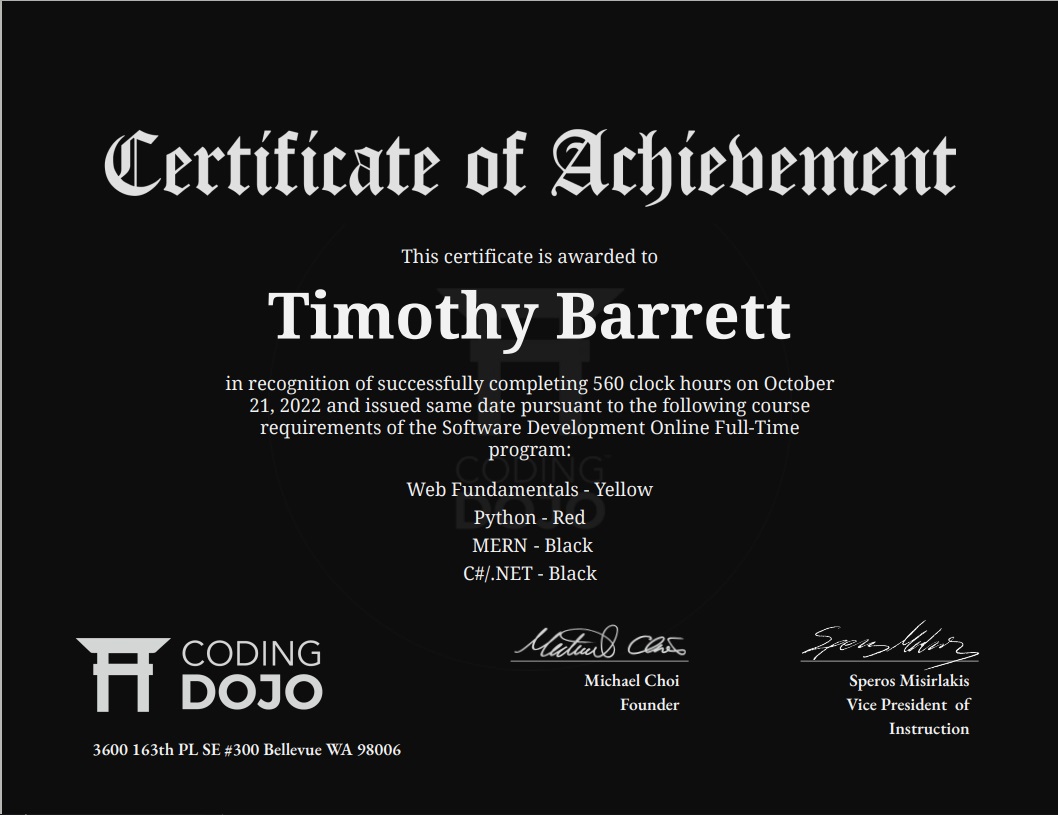 Certificate of Achievement
This certificate is awarded to
Timothy Barrett
in recognition of successfully completing 560 clock hours on October
21, 2022 and issued same date pursuant to the following course
requirements of the Software Development Online Full-Time
program:
CODING™
DOJO
Web Fundamentals - Yellow
Python - Red
MERN - Black
C#/.NET - Black
CODING
DOJO
3600 163th PL SE #300 Bellevue WA 98006
Michael Choi
Founder
Speros Misirlakis
Vice President  of
Instruction